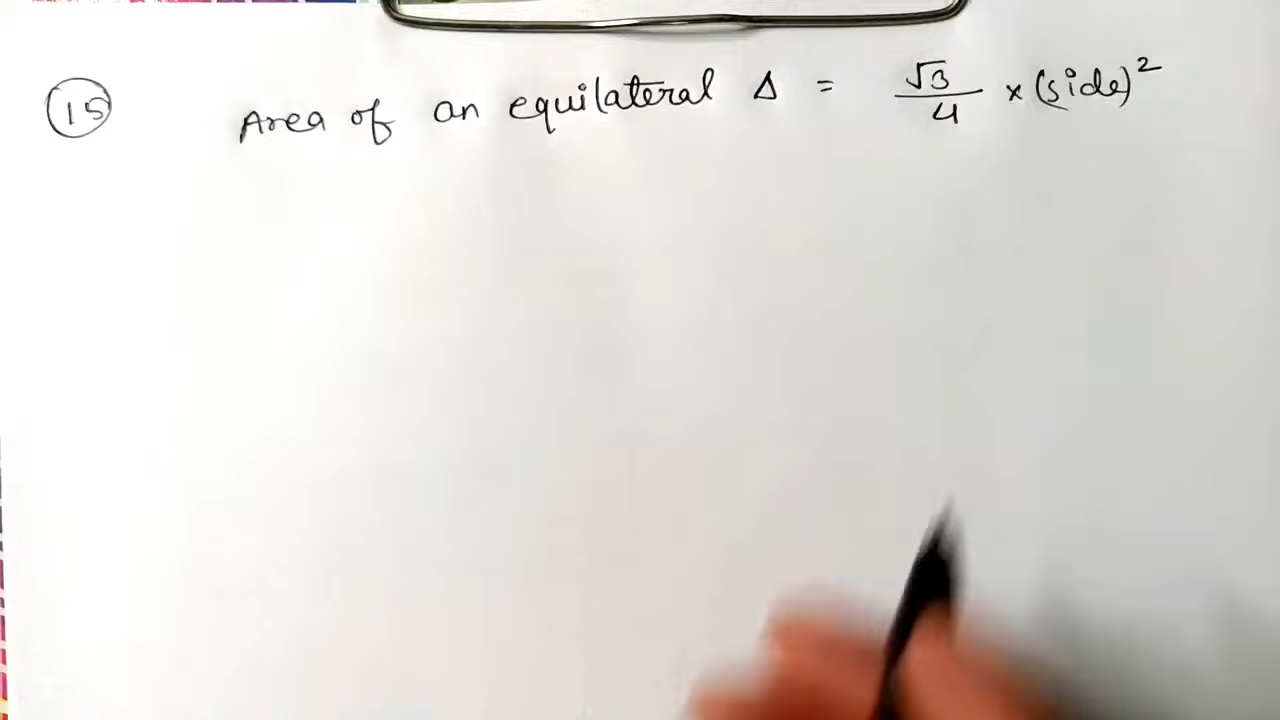 15 Area of an equilateral Δ = √3/4 × (side)²